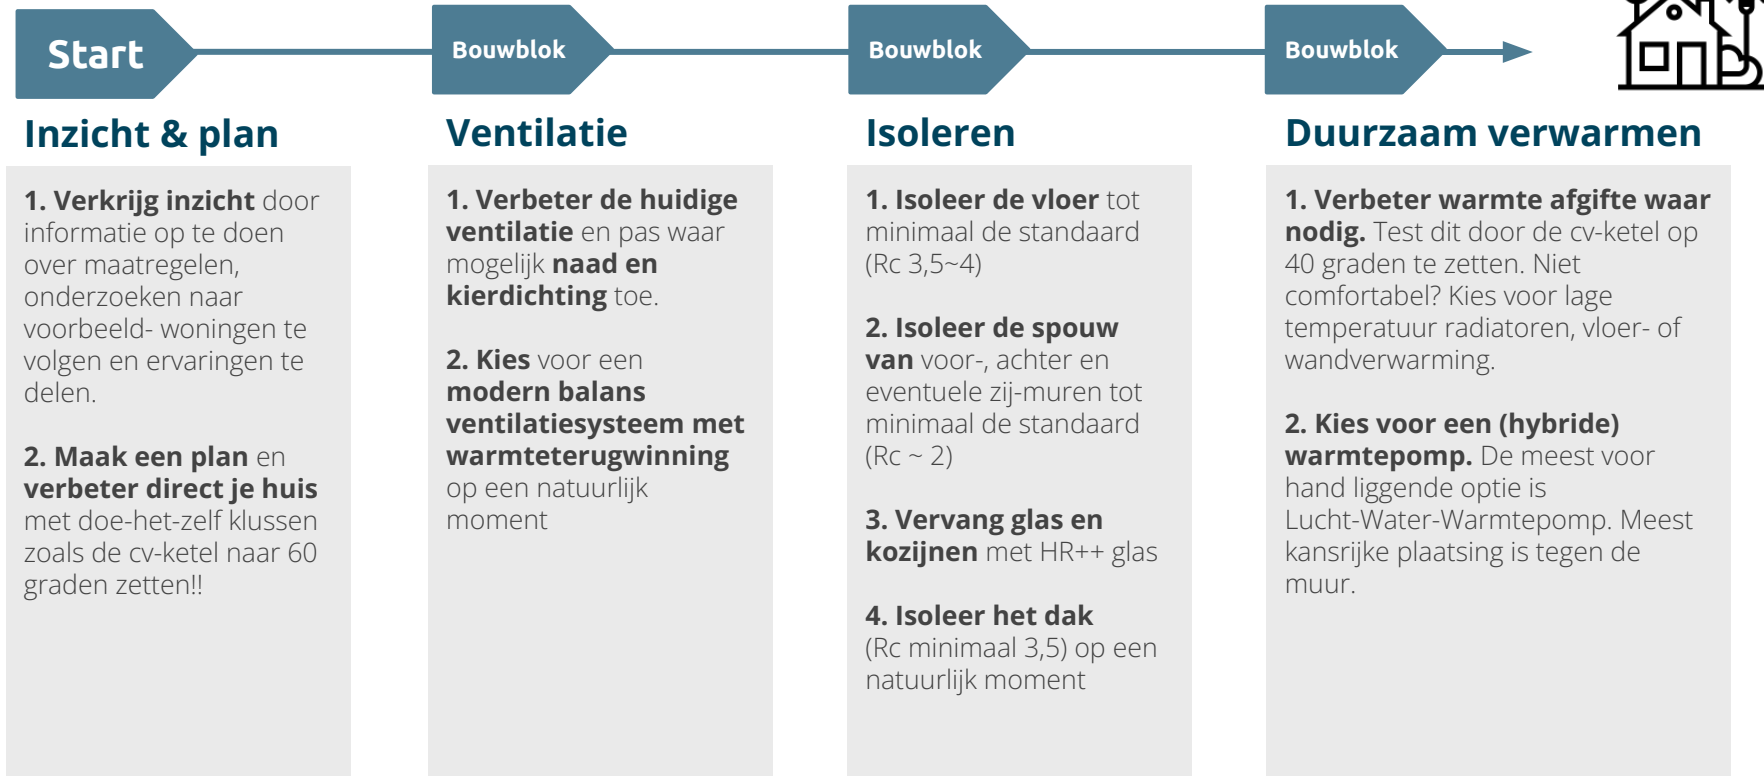 Start
Bouwblok
Bouwblok
Bouwblok
Inzicht & plan
1. Verkrijg inzicht door
informatie op te doen
over maatregelen,
onderzoeken naar
voorbeeld- woningen te
volgen en ervaringen te
delen.
2. Maak een plan en
verbeter direct je huis
met doe-het-zelf klussen
zoals de cv-ketel naar 60
graden zetten!!
Ventilatie
1. Verbeter de huidige
ventilatie en pas waar
mogelijk naad en
kierdichting toe.
2. Kies voor een
modern balans
ventilatiesysteem met
warmteterugwinning
op een natuurlijk
moment
Isoleren
1. Isoleer de vloer tot
minimaal de standaard
(Rc 3,5~4)
2. Isoleer de spouw
van voor-, achter en
eventuele zij-muren tot
minimaal de standaard
(Rc ~ 2)
3. Vervang glas en
kozijnen met HR++ glas
4. Isoleer het dak
(Rc minimaal 3,5) op een
natuurlijk moment
Duurzaam verwarmen
1. Verbeter warmte afgifte waar
nodig. Test dit door de cv-ketel op
40 graden te zetten. Niet
comfortabel? Kies voor lage
temperatuur radiatoren, vloer- of
wandverwarming.
2. Kies voor een (hybride)
warmtepomp. De meest voor
hand liggende optie is
Lucht-Water-Warmtepomp. Meest
kansrijke plaatsing is tegen de
muur.